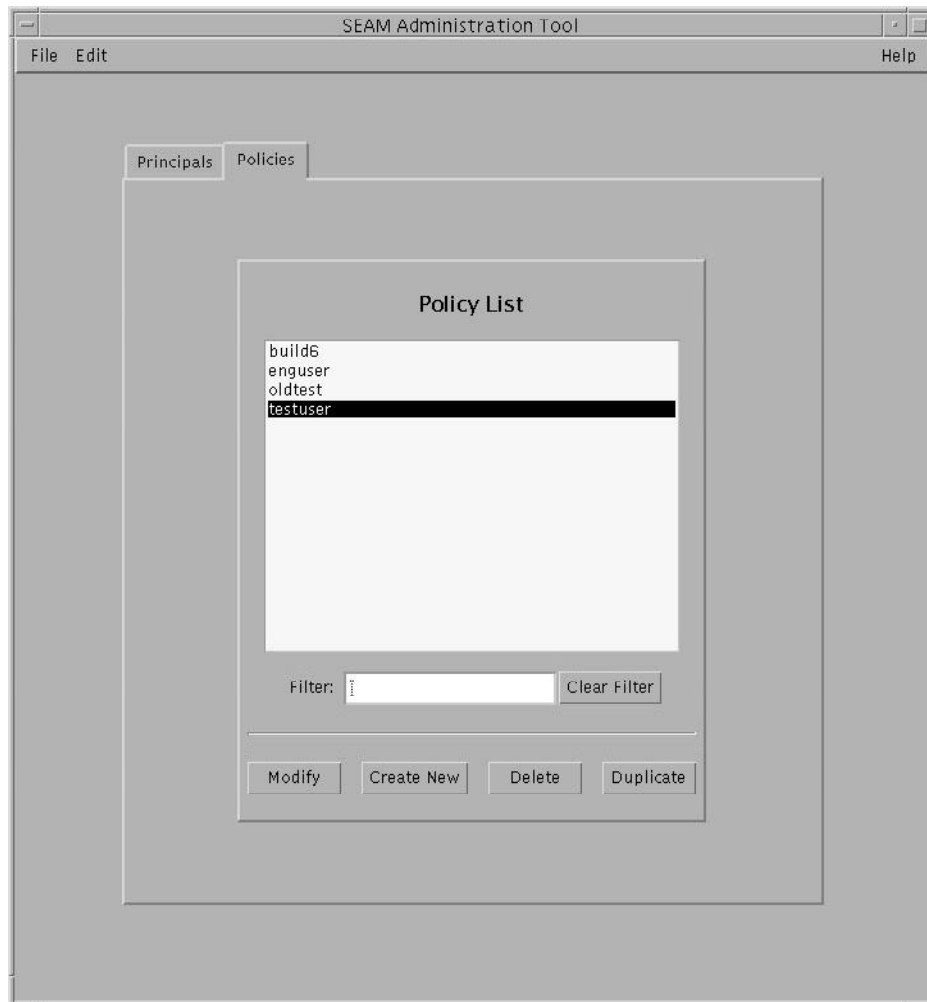 SEAM Administration Tool
File Edit Help
Principals Policies
Policy List
build6
enguser
oldtest
testuser
Filter: Clear Filter
Modify Create New Delete Duplicate